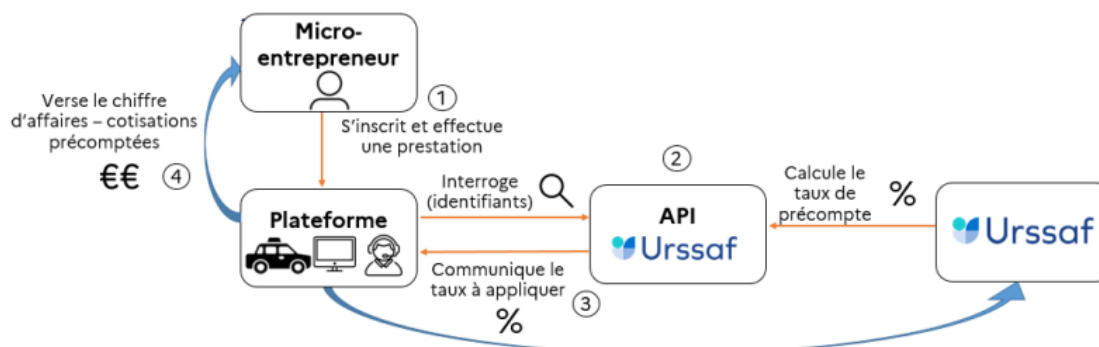 Micro-
entrepreneur
1
S'inscrit et effectue
une prestation
Verse le chiffre
d'affaires – cotisations
précomptées
€€
4
Plateforme
Interroge
(identifiants)
2
API
Urssaf
Calcule le
taux de
précompte
%
Urssaf
Communique le
taux à appliquer
3
%